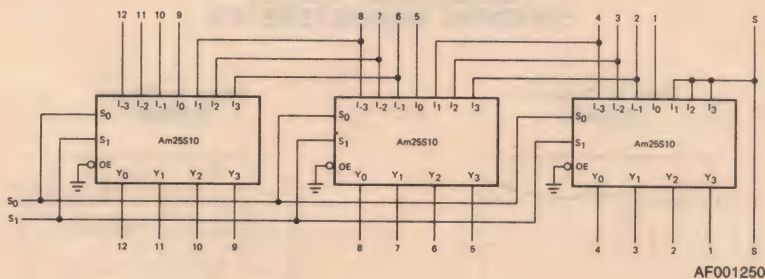 12 11 10 9 8 7 6 5 4 3 2 1 S
I-3 I-2 I-1 I0 I1 I2 I3 I-3 I-2 I-1 I0 I1 I2 I3 I-3 I-2 I-1 I0 I1 I2 I3
S0 S0 S0
Am25S10 Am25S10 Am25S10
S1 S1 S1
OE OE OE
Y0 Y1 Y2 Y3 Y0 Y1 Y2 Y3 Y0 Y1 Y2 Y3
S0
S1
12 11 10 9 8 7 6 5 4 3 2 1 S
AF001250